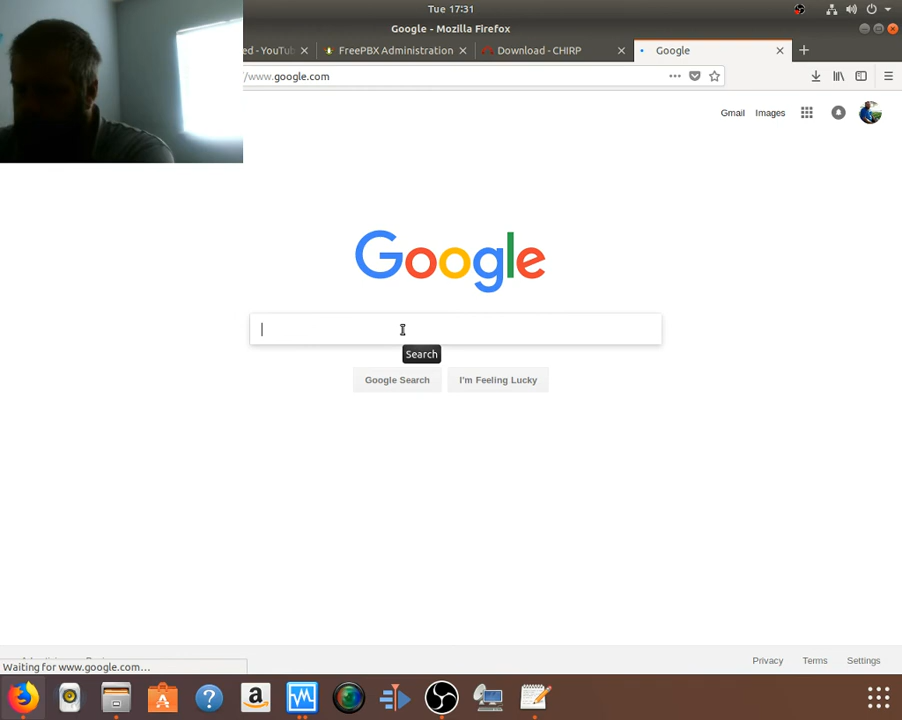 Tue 17:31
Google - Mozilla Firefox
ed - YouTub
FreePBX Administration
Download - CHIRP
Google
/www.google.com
Gmail
Images
Google
Search
Google Search
I'm Feeling Lucky
Privacy
Terms
Settings
Waiting for www.google.com…